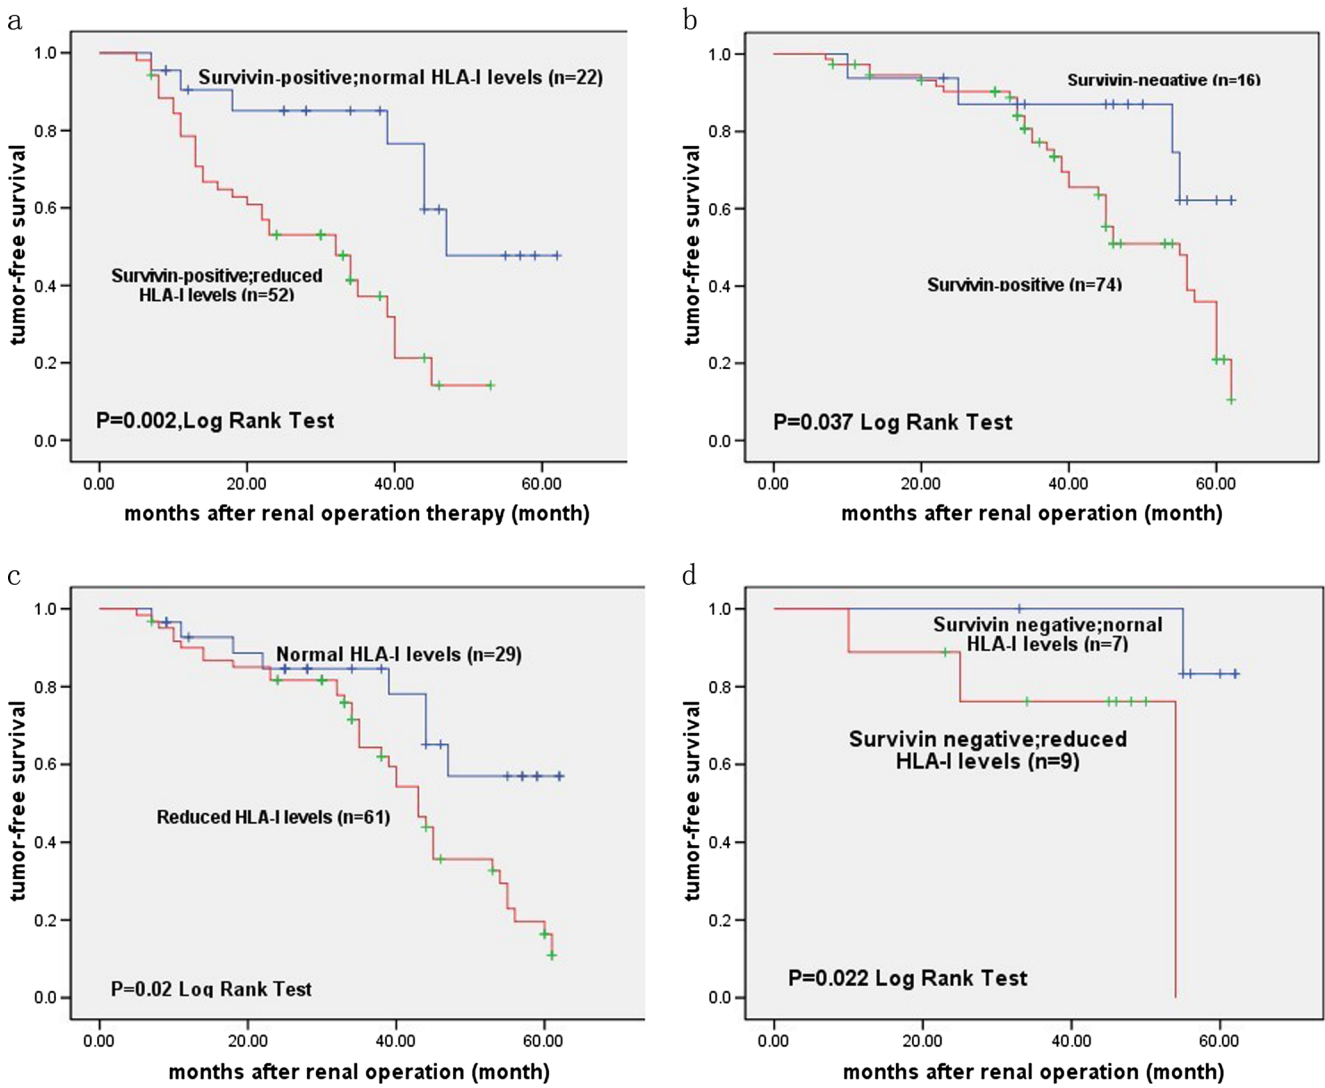 a
1.0
0.8
0.6
0.4
0.2
0.0
tumor-free survival
Survivin-positive;normal HLA-I levels (n=22)
Survivin-positive;reduced
HLA-I levels (n=52)
P=0.002,Log Rank Test
0.00
20.00
40.00
60.00
months after renal operation therapy (month)
b
1.0
0.8
0.6
0.4
0.2
0.0
tumor-free survival
Survivin-negative (n=16)
Survivin-positive (n=74)
P=0.037 Log Rank Test
0.00
20.00
40.00
60.00
months after renal operation (month)
c
1.0
0.8
0.6
0.4
0.2
0.0
tumor-free survival
Normal HLA-I levels (n=29)
Reduced HLA-I levels (n=61)
P=0.02 Log Rank Test
0.00
20.00
40.00
60.00
months after renal operation (month)
d
1.0
0.8
0.6
0.4
0.2
0.0
tumor-free survival
Survivin negative;nornal
HLA-I levels (n=7)
Survivin negative;reduced
HLA-I levels (n=9)
P=0.022 Log Rank Test
0.00
20.00
40.00
60.00
months after renal operation (month)